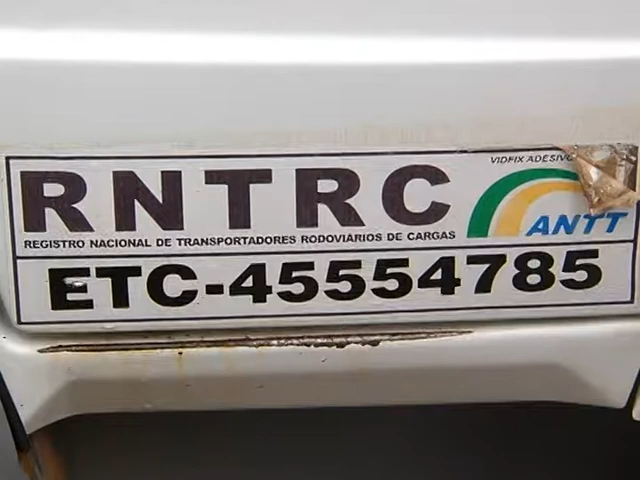 VIDFIX ADESIVO
RNTRC
ANTT
REGISTRO NACIONAL DE TRANSPORTADORES RODOVIÁRIOS DE CARGAS
ETC-45554785